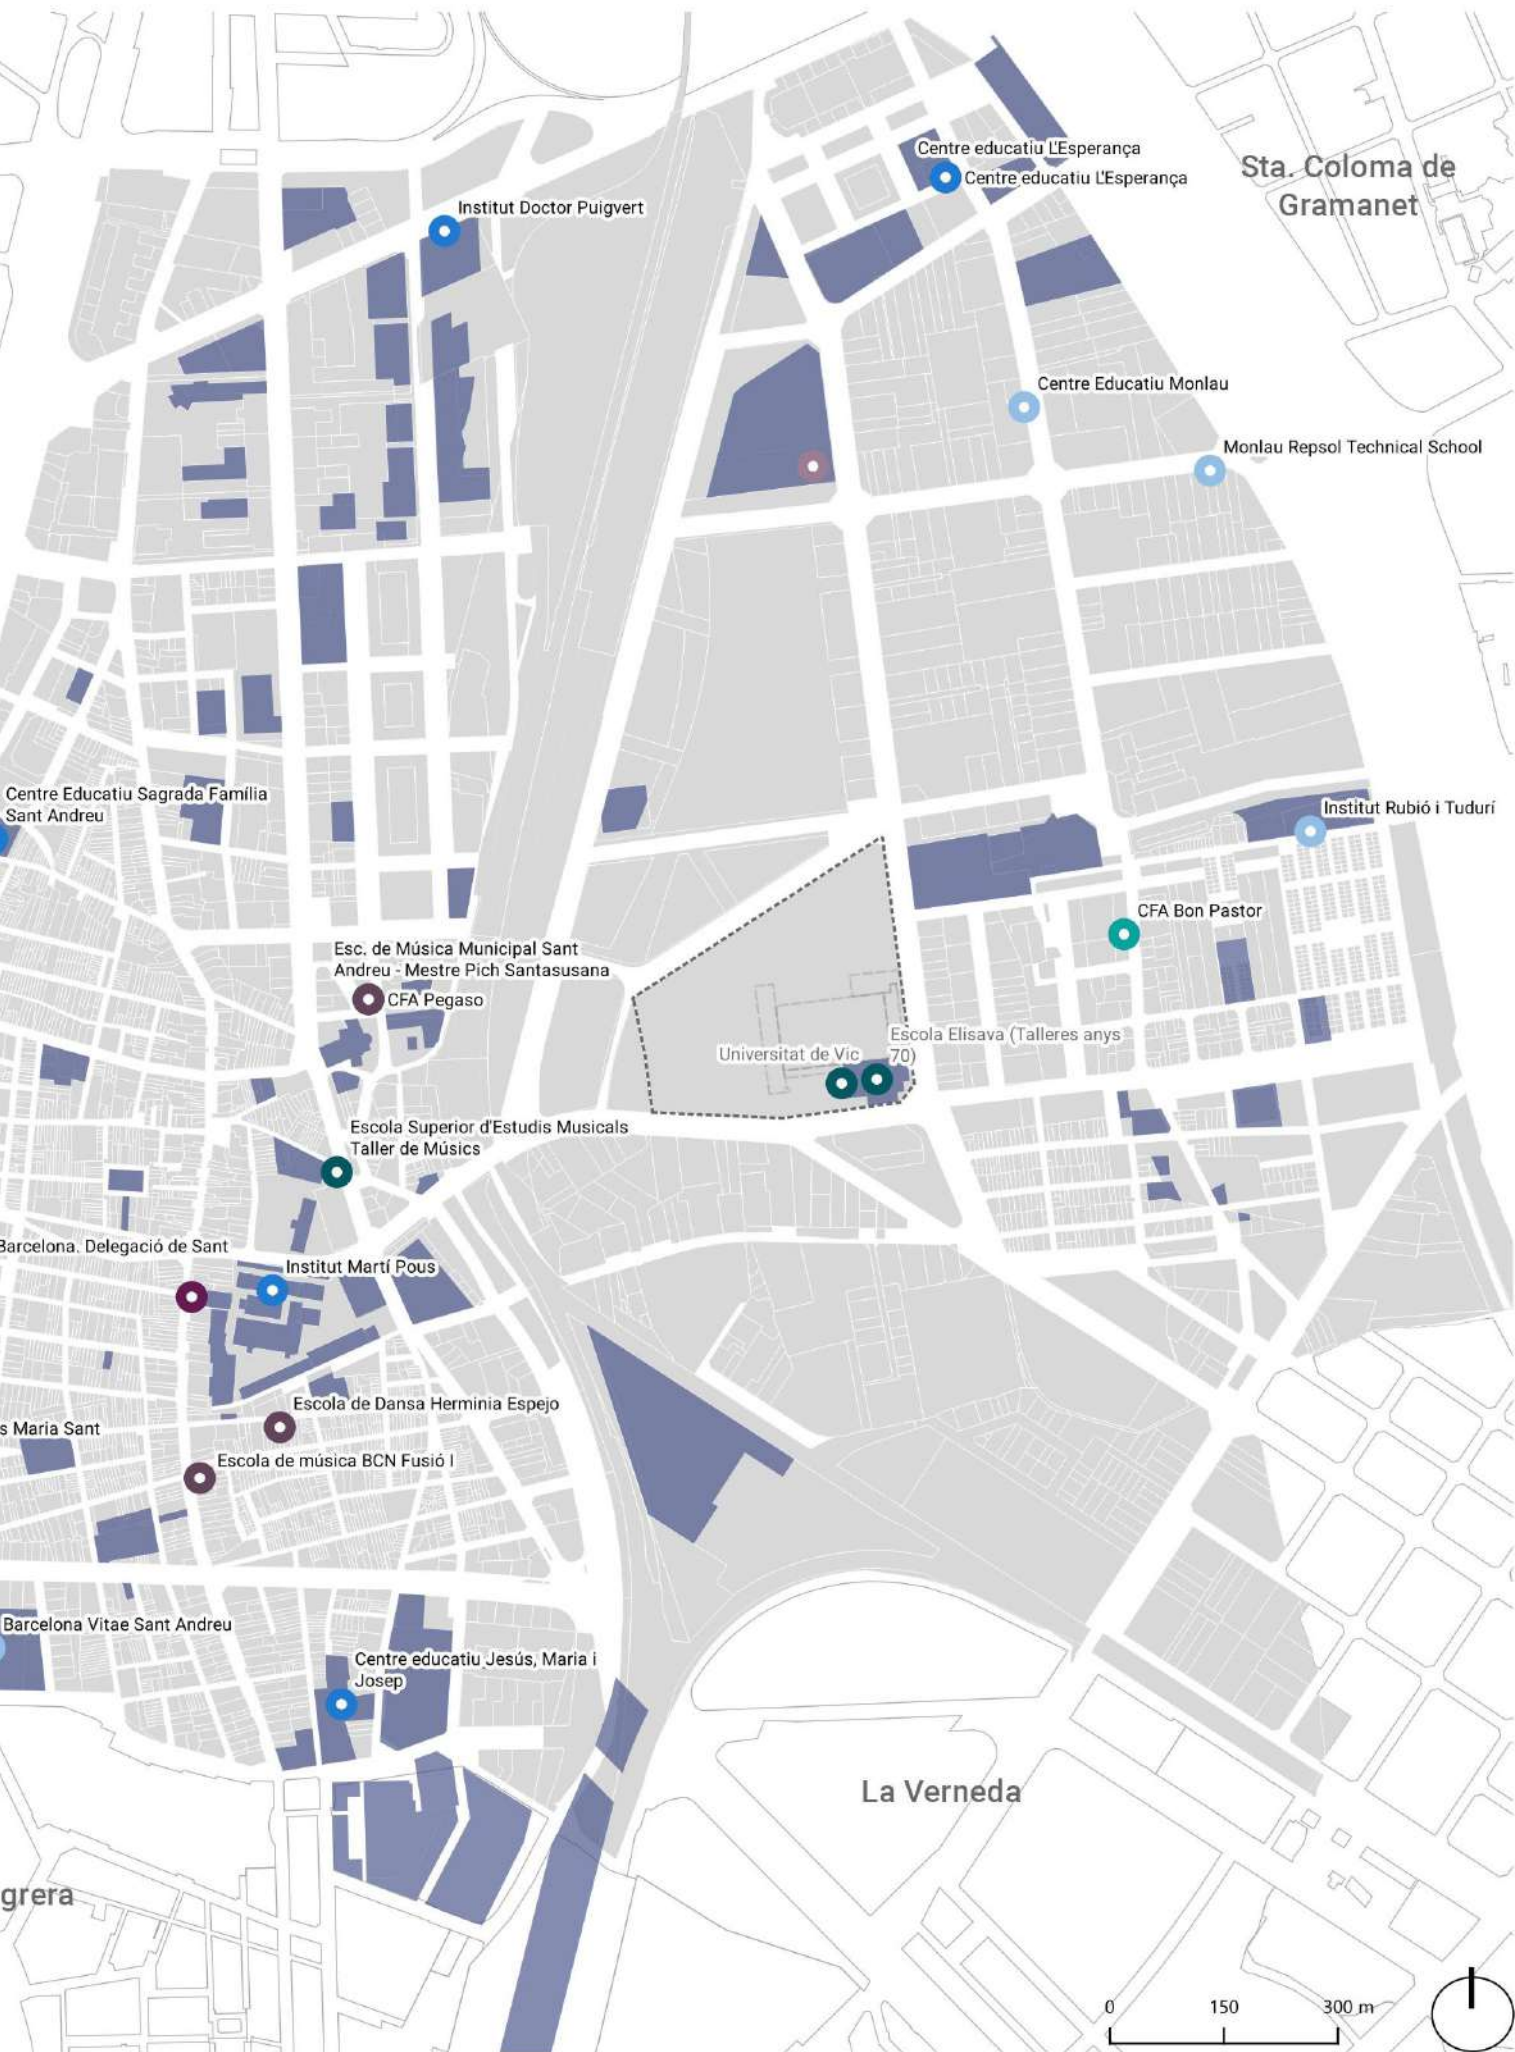 Centre educatiu L'Esperança
Centre educatiu L'Esperança
Sta. Coloma de
Gramanet
Institut Doctor Puigvert
Centre Educatiu Monlau
Monlau Repsol Technical School
Centre Educatiu Sagrada Família
Sant Andreu
Institut Rubió i Tudurí
CFA Bon Pastor
Esc. de Música Municipal Sant
Andreu - Mestre Pich Santasusana
CFA Pegaso
Escola Elisava (Talleres anys
70)
Universitat de Vic
Escola Superior d'Estudis Musicals
Taller de Músics
Barcelona. Delegació de Sant
Institut Martí Pous
Escola de Dansa Herminia Espejo
s Maria Sant
Escola de música BCN Fusió I
Barcelona Vitae Sant Andreu
Centre educatiu Jesús, Maria i
Josep
La Verneda
grera
0 150 300 m